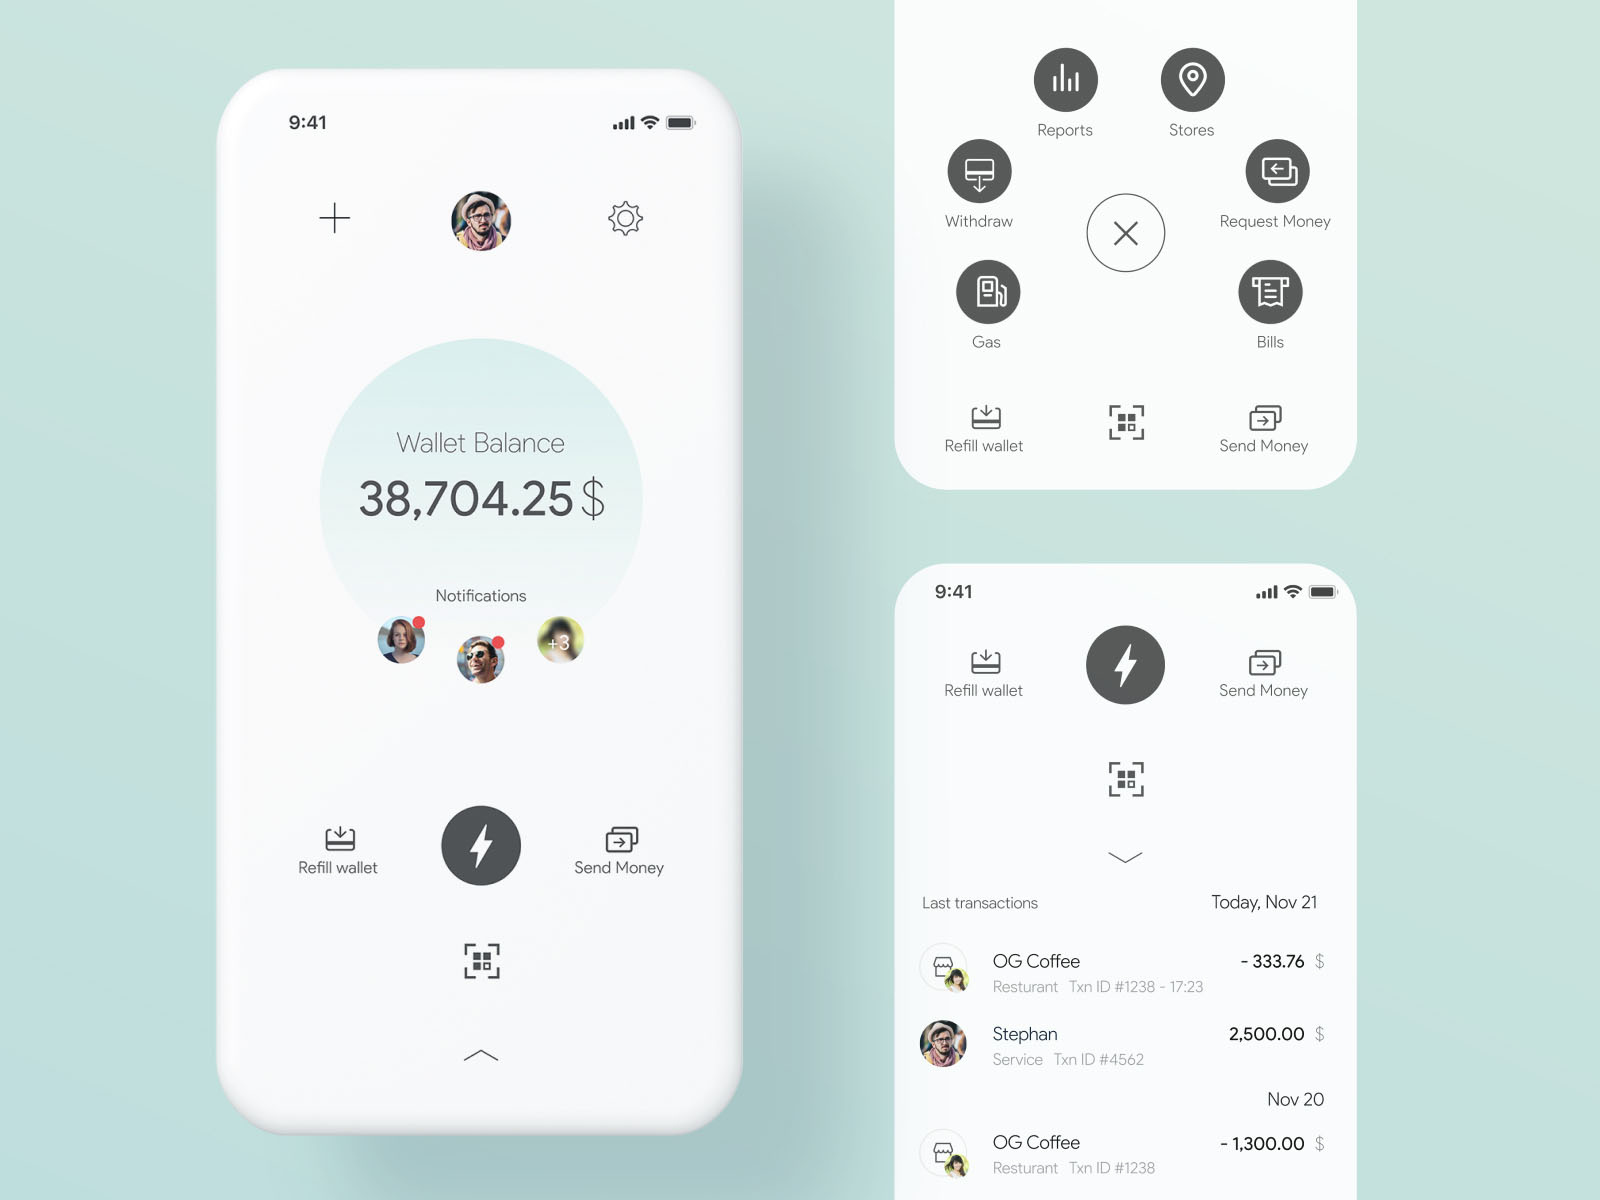 9:41
Wallet Balance
38,704.25 $
Notifications
+3
Refill wallet
Send Money
Reports
Stores
Withdraw
Request Money
Gas
Bills
Refill wallet
Send Money
9:41
Refill wallet
Send Money
Last transactions
Today, Nov 21
OG Coffee
- 333.76 $
Resturant Txn ID #1238 - 17:23
Stephan
2,500.00 $
Service Txn ID #4562
Nov 20
OG Coffee
- 1,300.00 $
Resturant Txn ID #1238